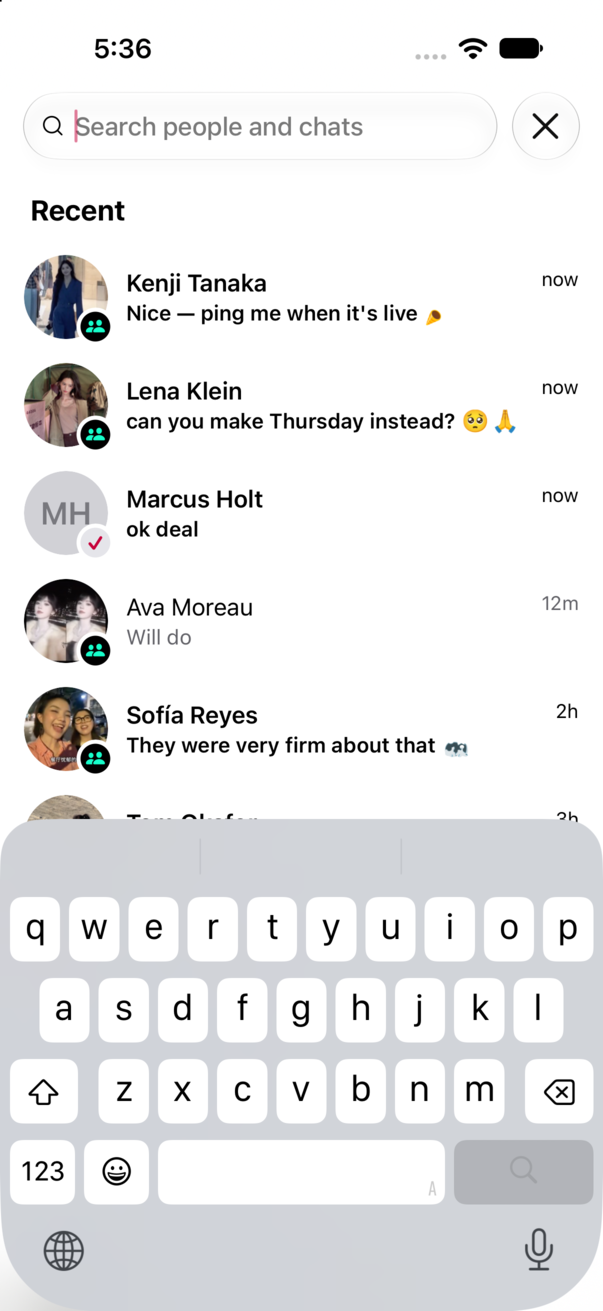 5:36
Search people and chats
Recent
Kenji Tanaka
now
Nice — ping me when it's live
Lena Klein
now
can you make Thursday instead? 🥺 🙏
MH
Marcus Holt
now
ok deal
Ava Moreau
12m
Will do
Sofía Reyes
2h
They were very firm about that
3h
q w e r t y u i o p
a s d f g h j k l
z x c v b n m
123
A